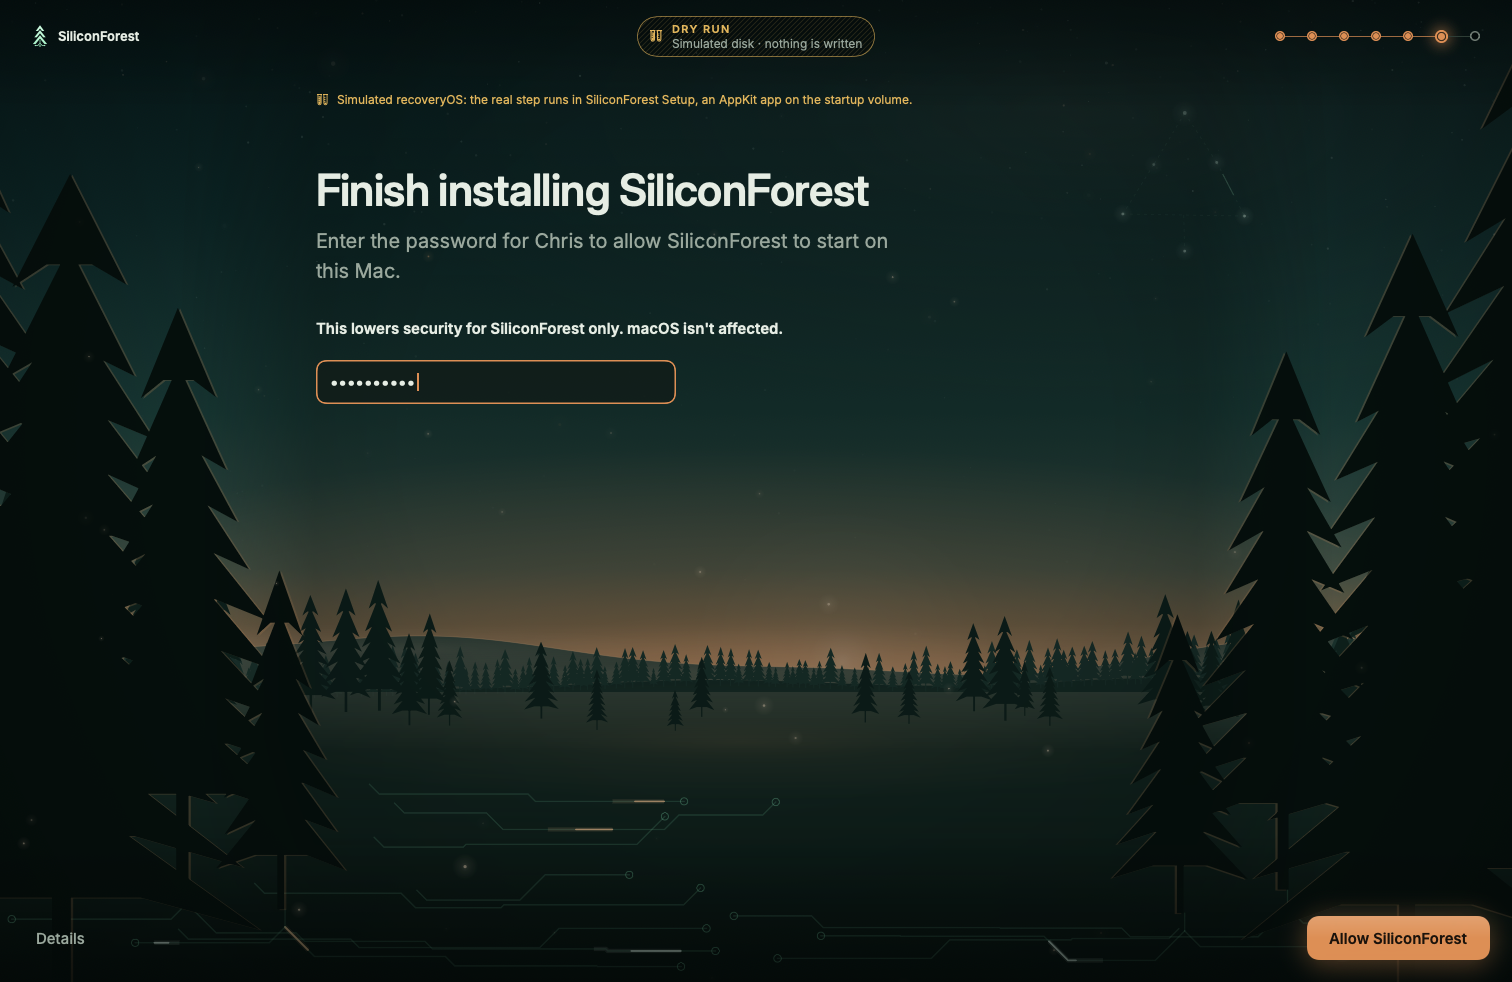 SiliconForest
DRY RUN
Simulated disk · nothing is written
Simulated recoveryOS: the real step runs in SiliconForest Setup, an AppKit app on the startup volume.
Finish installing SiliconForest
Enter the password for Chris to allow SiliconForest to start on
this Mac.
This lowers security for SiliconForest only. macOS isn't affected.
Details
Allow SiliconForest